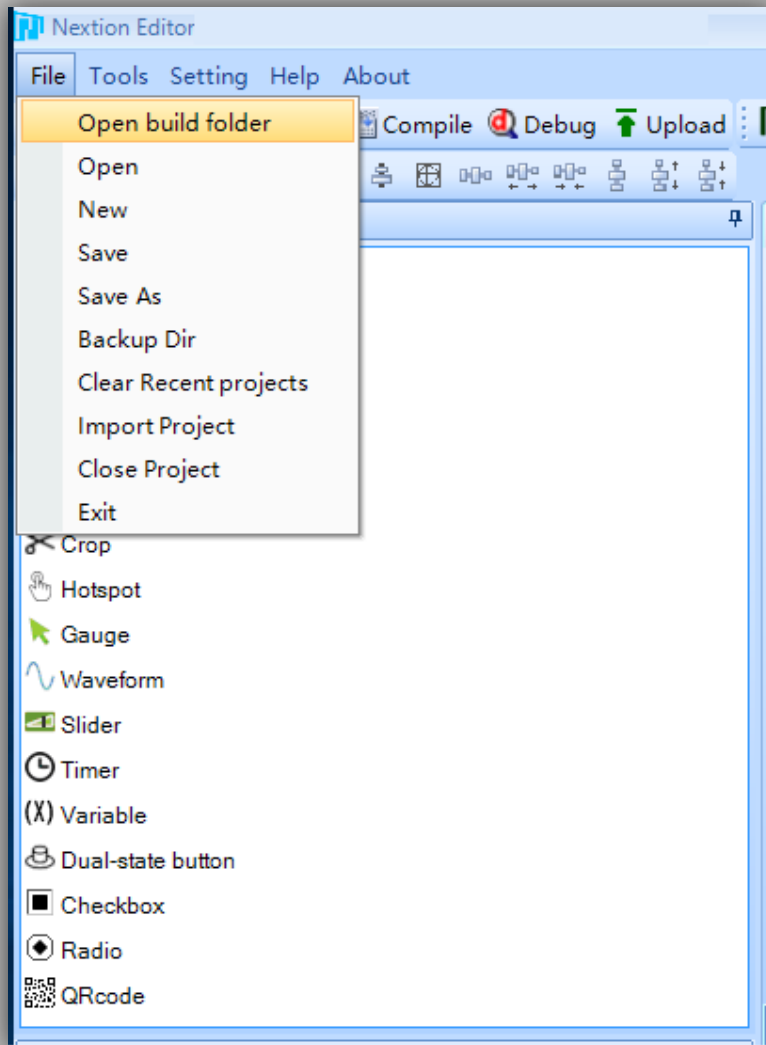 Nextion Editor
File Tools Setting Help About
Open build folder
Compile Debug Upload
Open
New
Save
Save As
Backup Dir
Clear Recent projects
Import Project
Close Project
Exit
Crop
Hotspot
Gauge
Waveform
Slider
Timer
(X) Variable
Dual-state button
Checkbox
Radio
QRcode